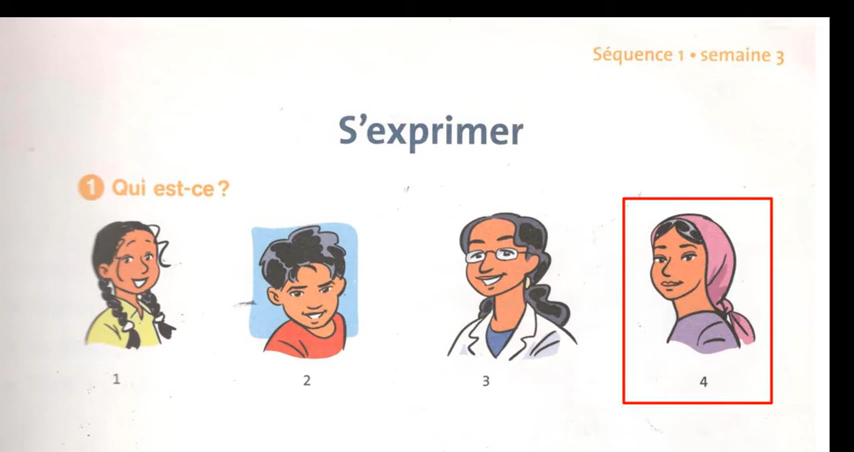 Séquence 1 • semaine 3
S'exprimer
1 Qui est-ce ?
1 2 3 4